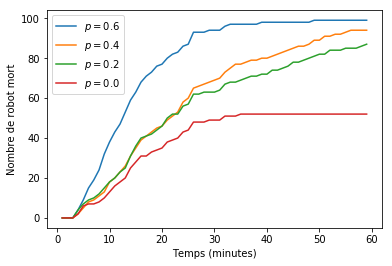 p = 0.6
p = 0.4
p = 0.2
p = 0.0
Nombre de robot mort
100
80
60
40
20
0
0 10 20 30 40 50 60
Temps (minutes)